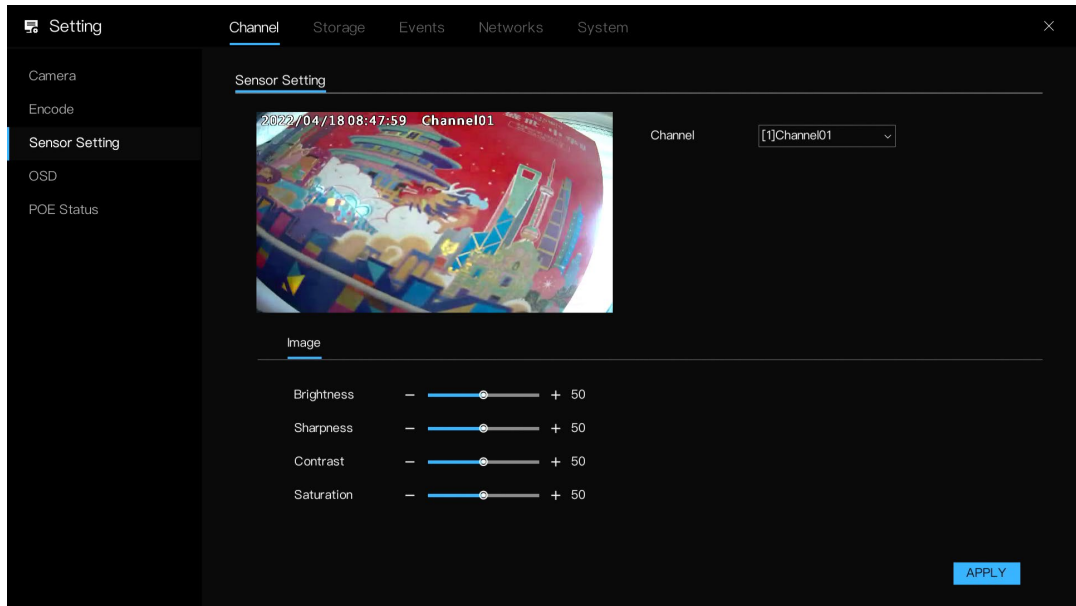 Setting
Channel Storage Events Networks System
Camera
Encode
Sensor Setting
OSD
POE Status
Sensor Setting
2022/04/18 08:47:59 Channel01
Channel [1]Channel01
Image
Brightness 50
Sharpness 50
Contrast 50
Saturation 50
APPLY